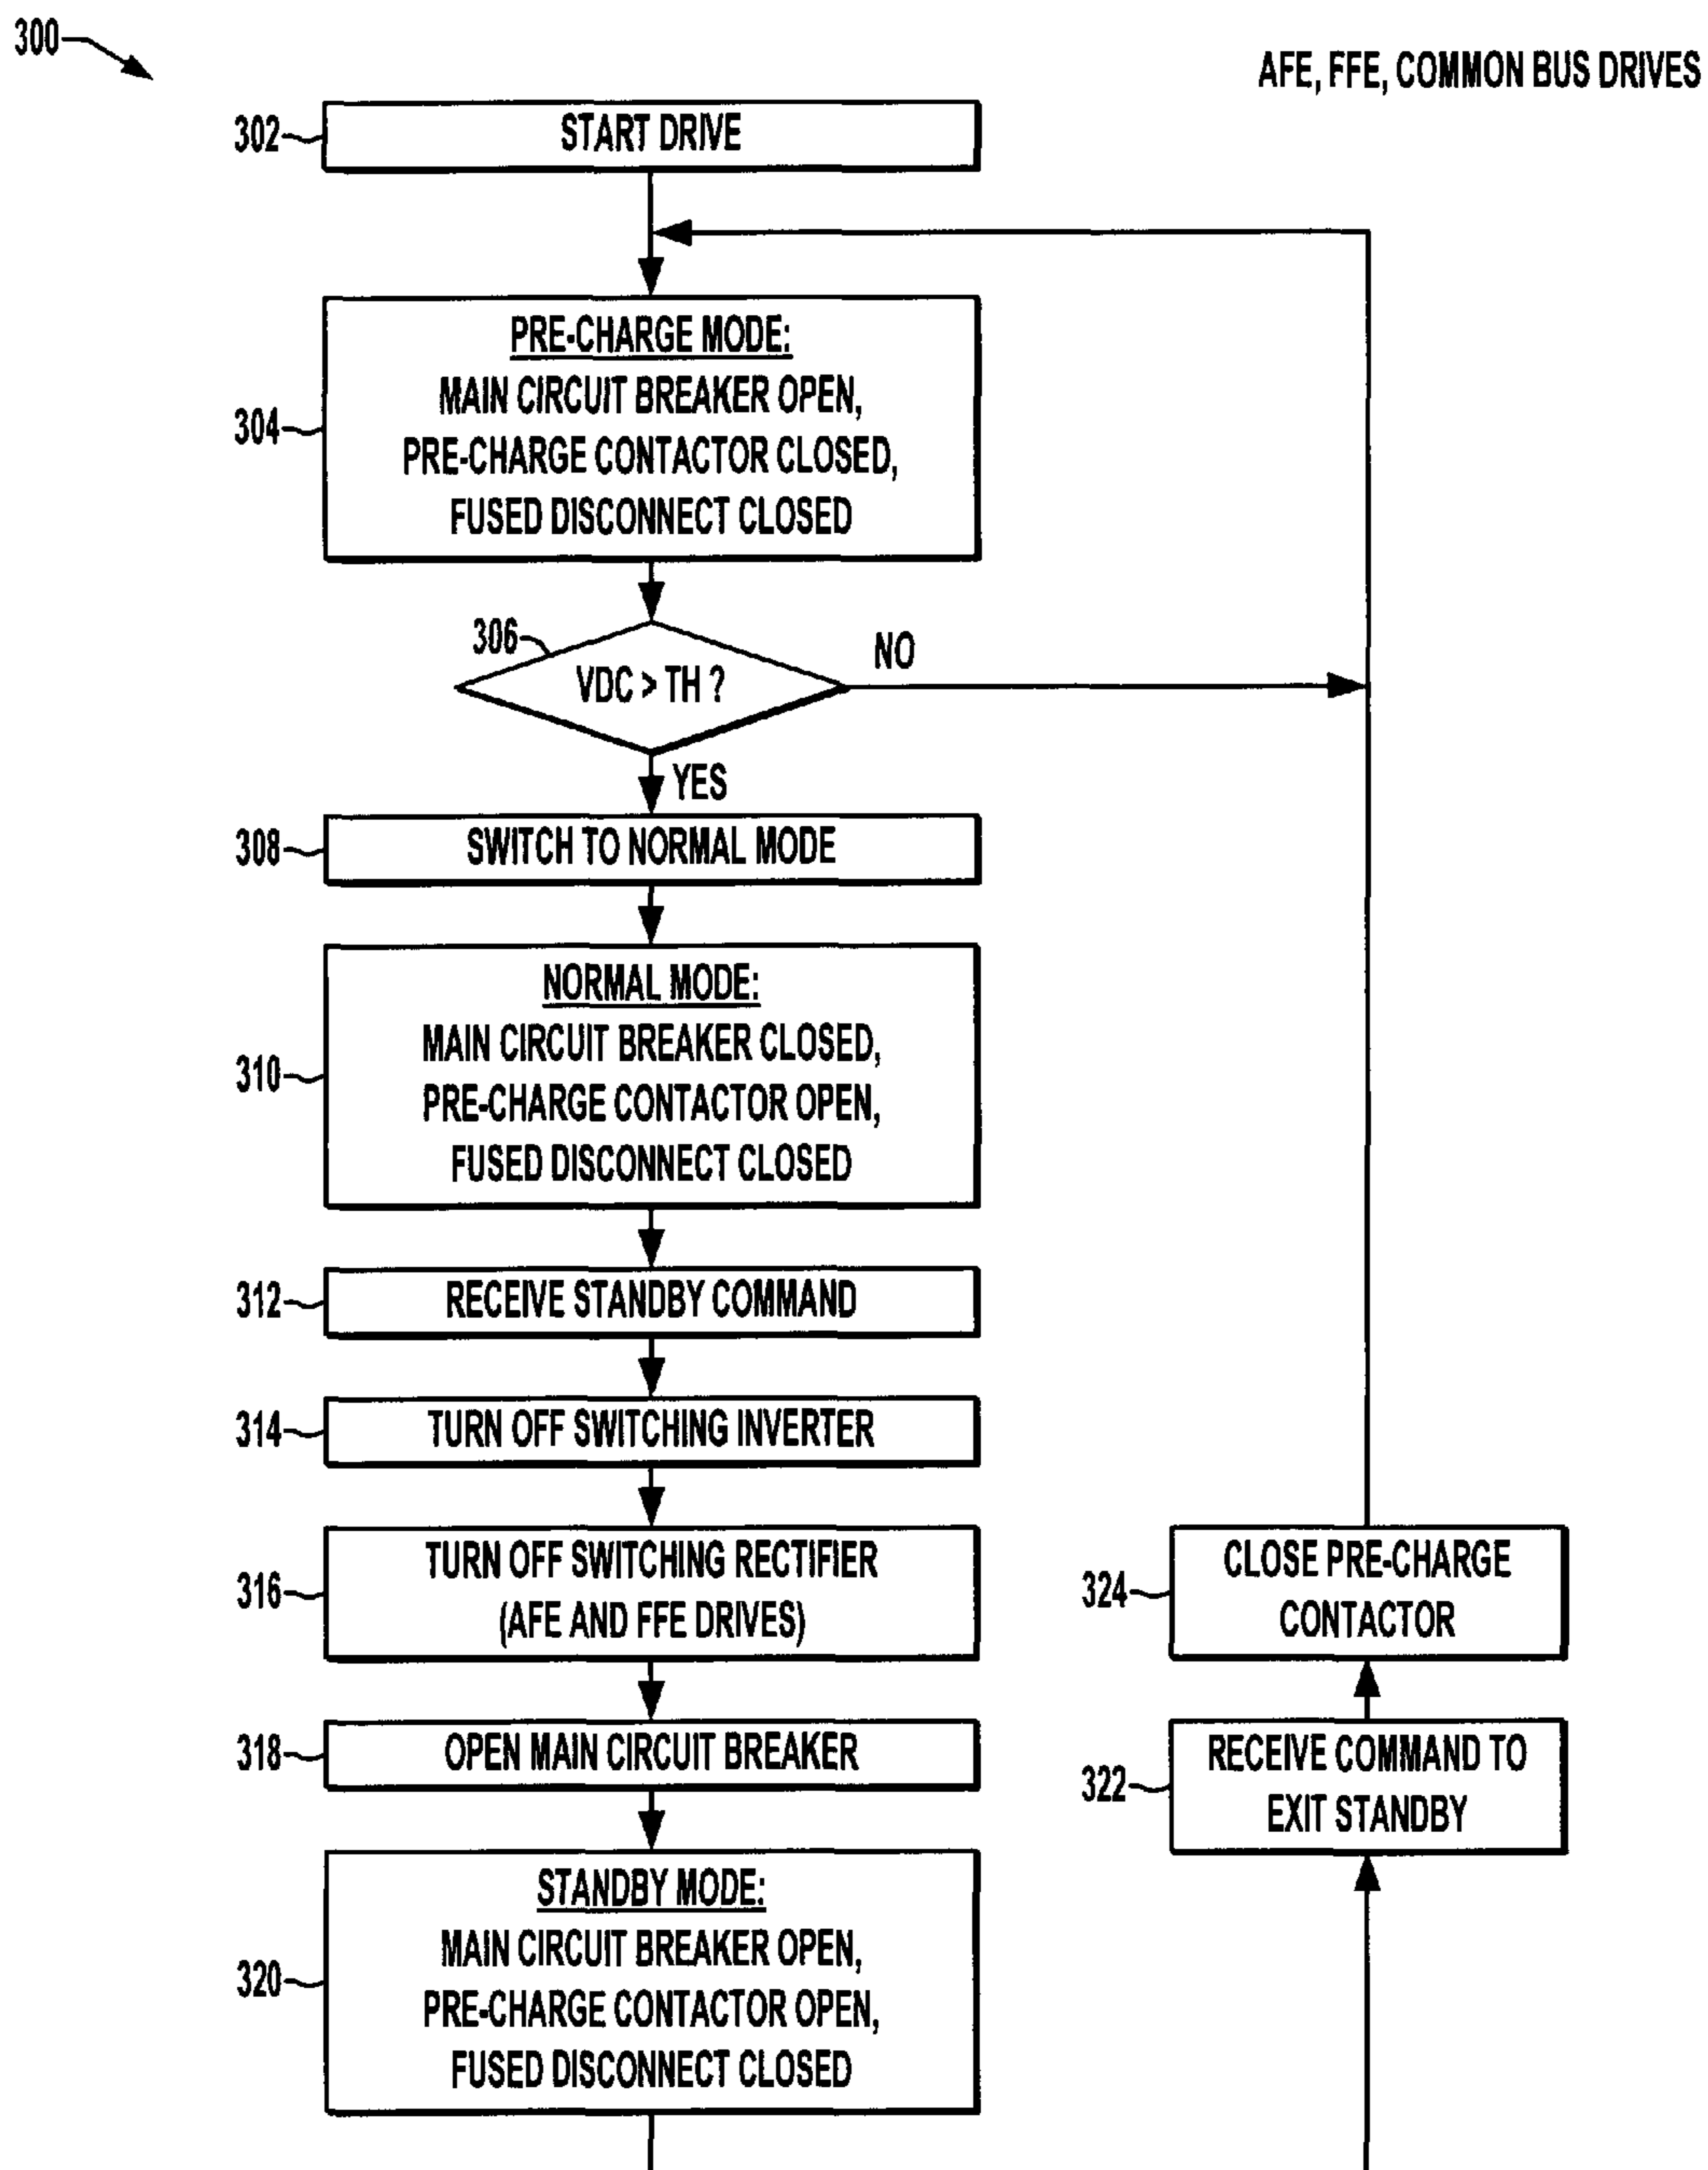 300
AFE, FFE, COMMON BUS DRIVES
302
START DRIVE
304
PRE-CHARGE MODE:
MAIN CIRCUIT BREAKER OPEN,
PRE-CHARGE CONTACTOR CLOSED,
FUSED DISCONNECT CLOSED
306
VDC > TH ?
NO
YES
308
SWITCH TO NORMAL MODE
310
NORMAL MODE:
MAIN CIRCUIT BREAKER CLOSED,
PRE-CHARGE CONTACTOR OPEN,
FUSED DISCONNECT CLOSED
312
RECEIVE STANDBY COMMAND
314
TURN OFF SWITCHING INVERTER
316
TURN OFF SWITCHING RECTIFIER
(AFE AND FFE DRIVES)
318
OPEN MAIN CIRCUIT BREAKER
320
STANDBY MODE:
MAIN CIRCUIT BREAKER OPEN,
PRE-CHARGE CONTACTOR OPEN,
FUSED DISCONNECT CLOSED
322
RECEIVE COMMAND TO
EXIT STANDBY
324
CLOSE PRE-CHARGE
CONTACTOR